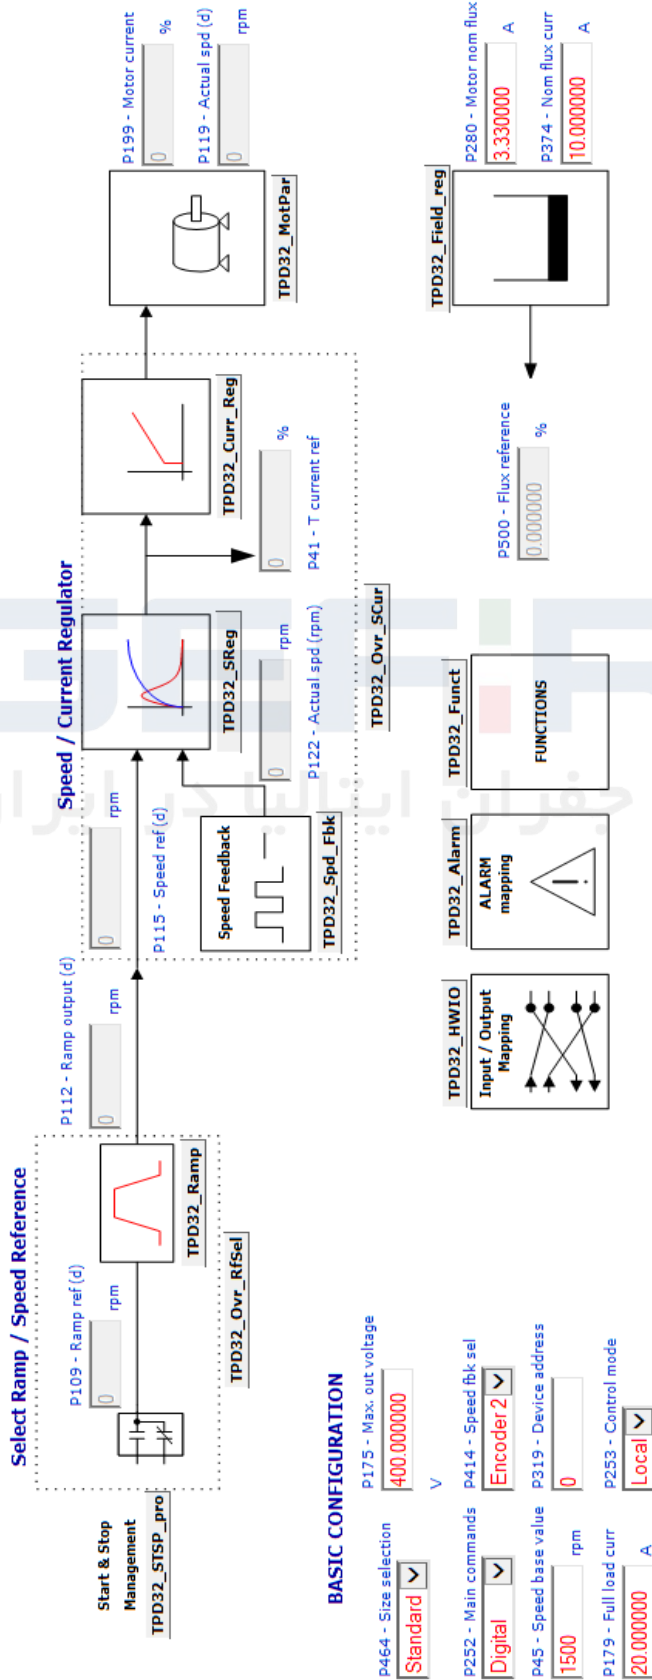 Select Ramp / Speed Reference
Start & Stop
Management
TPD32_STSP_pro
P109 - Ramp ref (d)
0
rpm
TPD32_Ramp
TPD32_Ovr_RfSel
P112 - Ramp output (d)
0
rpm
Speed / Current Regulator
0
rpm
P115 - Speed ref (d)
Speed Feedback
TPD32_Spd_Fbk
TPD32_SReg
0
rpm
P122 - Actual spd (rpm)
TPD32_Curr_Reg
0
%
P41 - T current ref
TPD32_Ovr_SCur
P199 - Motor current
0
%
P119 - Actual spd (d)
0
rpm
TPD32_MotPar
BASIC CONFIGURATION
P464 - Size selection
Standard
P175 - Max. out voltage
400.000000
V
P252 - Main commands
Digital
P414 - Speed fbk sel
Encoder 2
P45 - Speed base value
1500
rpm
P319 - Device address
0
P179 - Full load curr
20.000000
A
P253 - Control mode
Local
TPD32_HWIO
Input / Output
Mapping
TPD32_Alarm
ALARM
mapping
TPD32_Funct
FUNCTIONS
P500 - Flux reference
0.000000
%
TPD32_Field_reg
P280 - Motor nom flux
3.330000
A
P374 - Nom flux curr
10.000000
A
GEFR
جفران ایتالیا در ایران